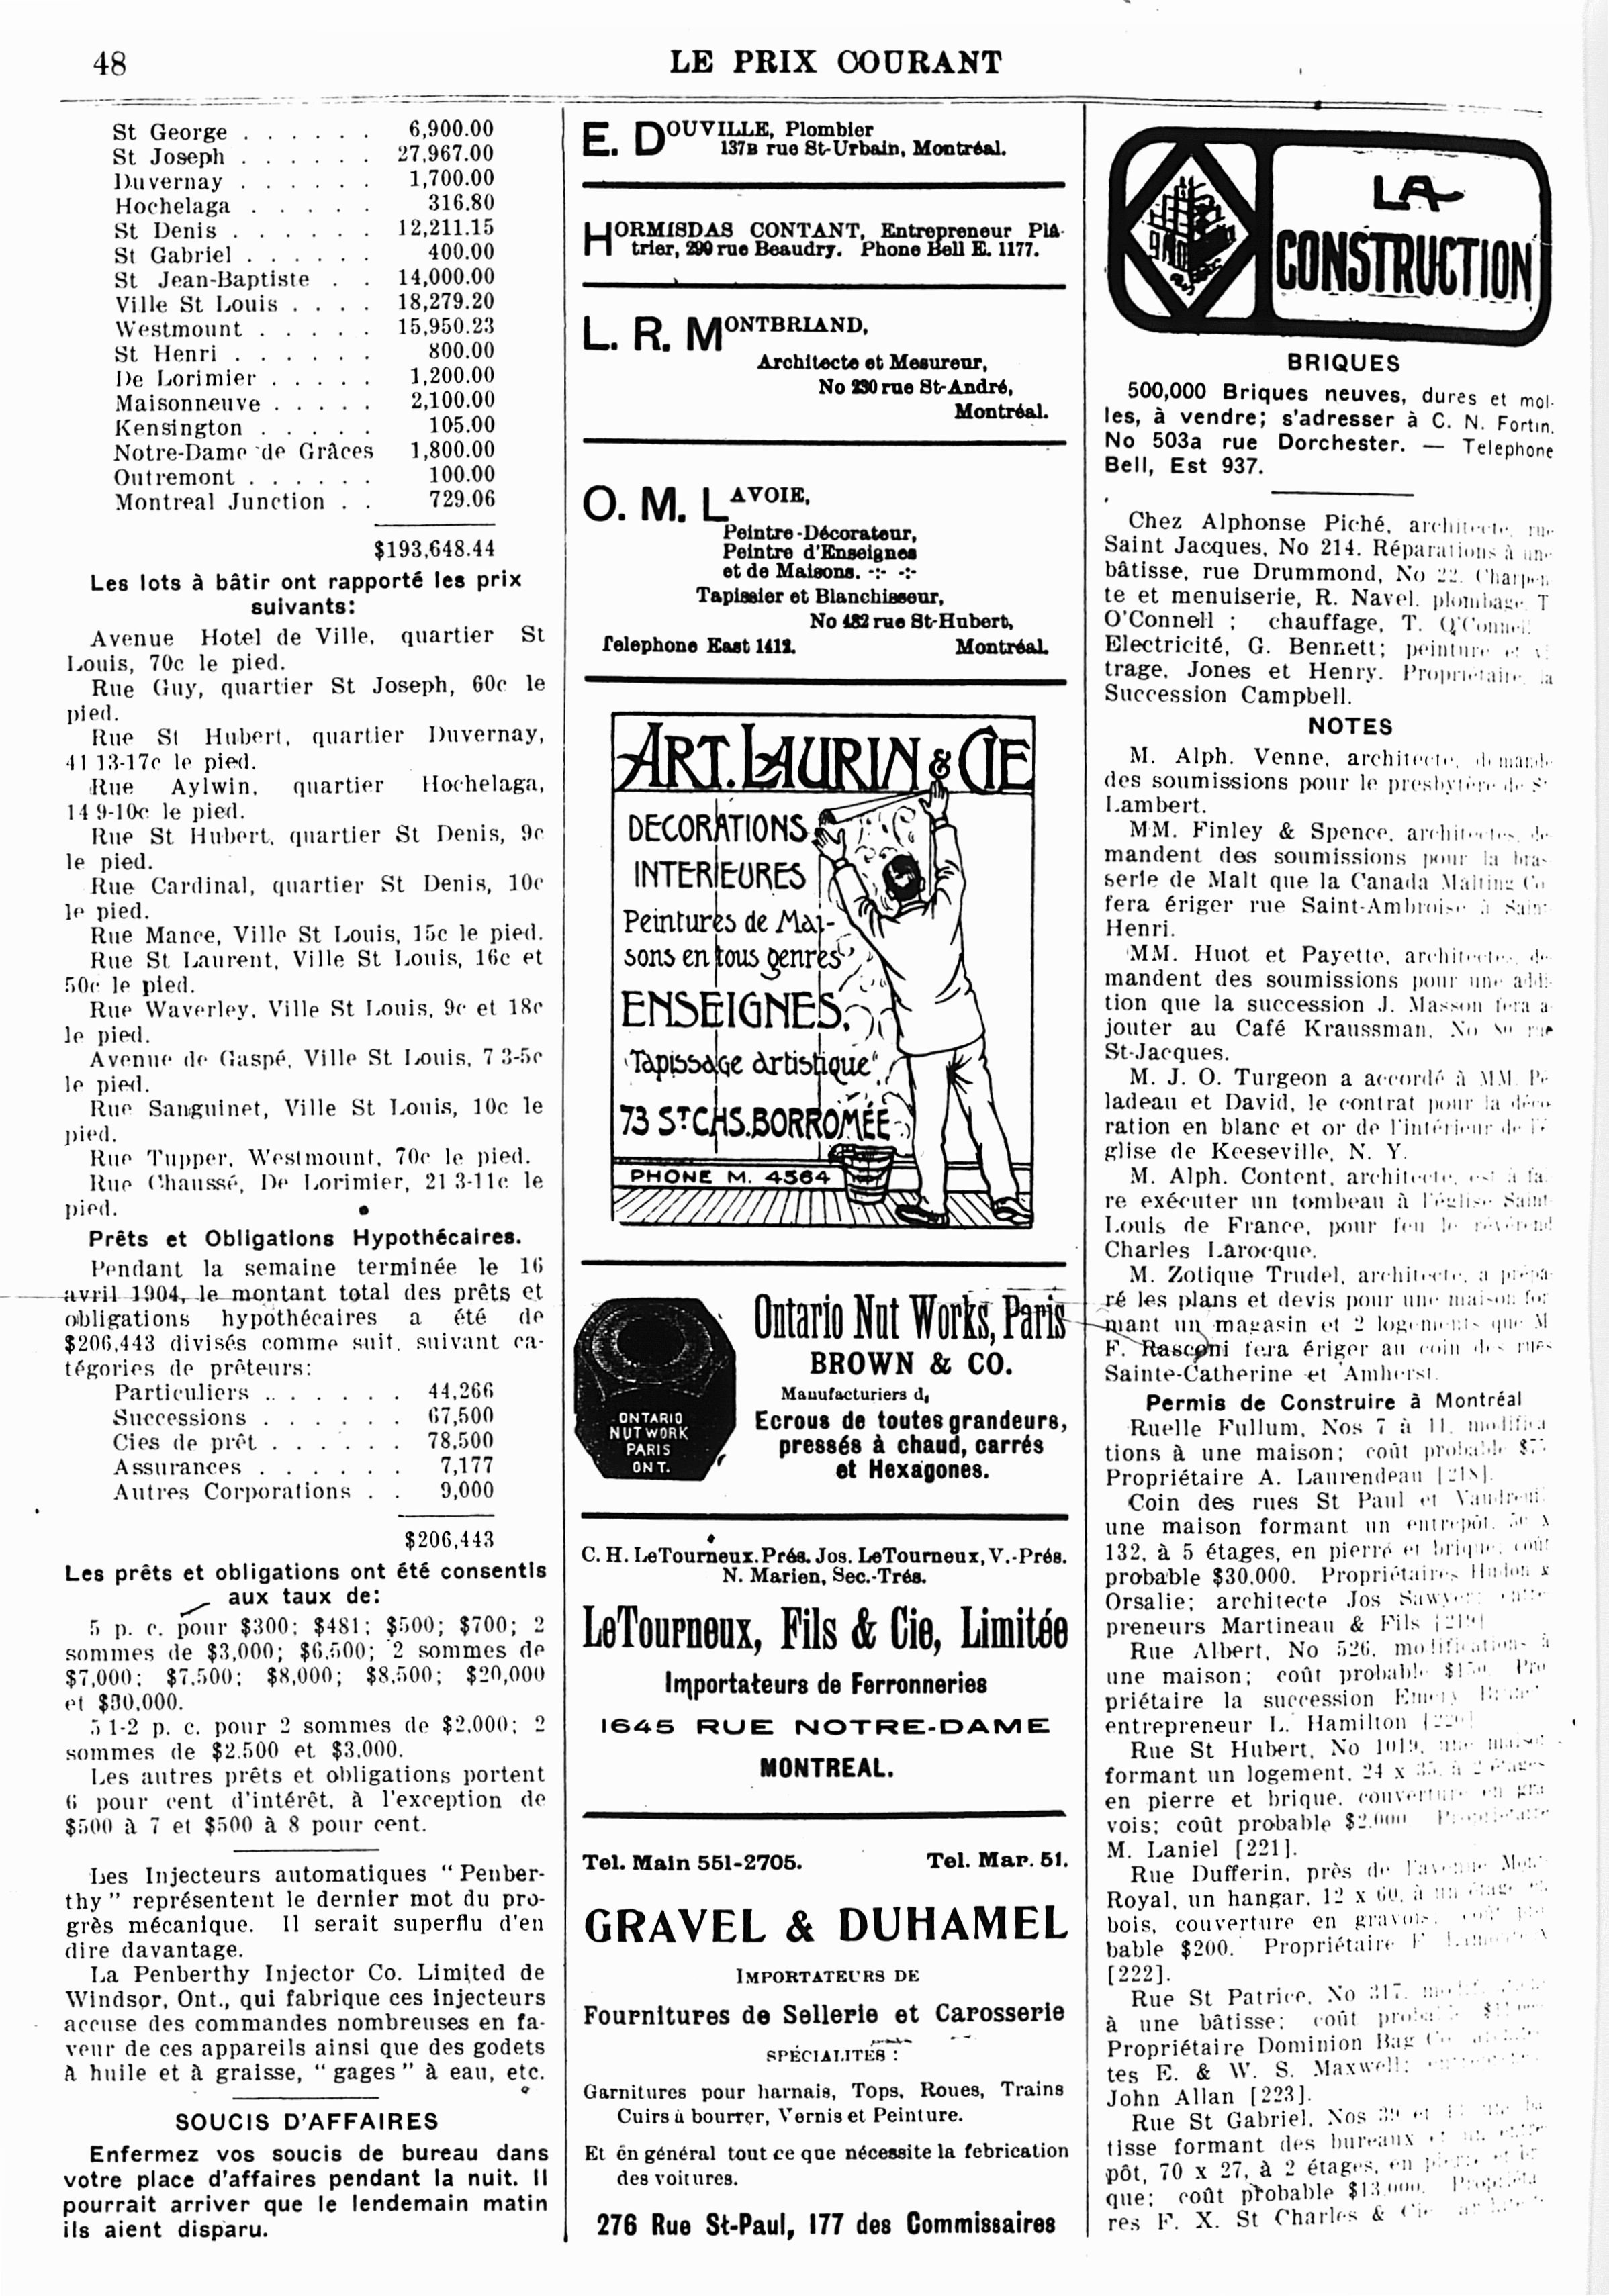 48
LE PRIX COURANT
St George . . . . . . 6,900.00
St Joseph . . . . . . 27,967.00
Duvernay . . . . . . 1,700.00
Hochelaga . . . . . 316.80
St Denis . . . . . . 12,211.15
St Gabriel . . . . . . 400.00
St Jean-Baptiste . . 14,000.00
Ville St Louis . . . . 18,279.20
Westmount . . . . . 15,950.23
St Henri . . . . . . 800.00
De Lorimier . . . . . 1,200.00
Maisonneuve . . . . . 2,100.00
Kensington . . . . . 105.00
Notre-Dame de Grâces 1,800.00
Outremont . . . . . . 100.00
Montreal Junction . . 729.06
$193,648.44
Les lots à bâtir ont rapporté les prix
suivants:
Avenue Hotel de Ville, quartier St
Louis, 70c le pied.
Rue Guy, quartier St Joseph, 60c le
pied.
Rue St Hubert, quartier Duvernay,
41 13-17c le pied.
Rue Aylwin, quartier Hochelaga,
14 9-10c le pied.
Rue St Hubert, quartier St Denis, 9c
le pied.
Rue Cardinal, quartier St Denis, 10c
le pied.
Rue Mance, Ville St Louis, 15c le pied.
Rue St Laurent, Ville St Louis, 16c et
50c le pied.
Rue Waverley, Ville St Louis, 9c et 18c
le pied.
Avenue de Gaspé, Ville St Louis, 7 3-5c
le pied.
Rue Sanguinet, Ville St Louis, 10c le
pied.
Rue Tupper, Westmount, 70c le pied.
Rue Chaussé, De Lorimier, 21 3-11c le
pied.
Prêts et Obligations Hypothécaires.
Pendant la semaine terminée le 16
avril 1904, le montant total des prêts et
obligations hypothécaires a été de
$206,443 divisés comme suit, suivant ca-
tégories de prêteurs:
Particuliers . . . . . . 44,266
Successions . . . . . . 67,500
Cies de prêt . . . . . . 78,500
Assurances . . . . . . 7,177
Autres Corporations . . 9,000
$206,443
Les prêts et obligations ont été consentis
aux taux de:
5 p. c. pour $300; $481; $500; $700; 2
sommes de $3,000; $6,500; 2 sommes de
$7,000; $7,500; $8,000; $8,500; $20,000
et $30,000.
5 1-2 p. c. pour 2 sommes de $2,000; 2
sommes de $2.500 et $3,000.
Les autres prêts et obligations portent
6 pour cent d'intérêt, à l'exception de
$500 à 7 et $500 à 8 pour cent.
Les Injecteurs automatiques "Penber-
thy" représentent le dernier mot du pro-
grès mécanique. Il serait superflu d'en
dire davantage.
La Penberthy Injector Co. Limited de
Windsor, Ont., qui fabrique ces injecteurs
accuse des commandes nombreuses en fa-
veur de ces appareils ainsi que des godets
à huile et à graisse, "gages" à eau, etc.
SOUCIS D'AFFAIRES
Enfermez vos soucis de bureau dans
votre place d'affaires pendant la nuit. Il
pourrait arriver que le lendemain matin
ils aient disparu.
E. DOUVILLE, Plombier
137B rue St-Urbain, Montréal.
HORMISDAS CONTANT, Entrepreneur Plâ-
trier, 290 rue Beaudry. Phone Bell E. 1177.
L. R. MONTBRIAND,
Architecte et Mesureur,
No 230 rue St-André,
Montréal.
O. M. LAVOIE,
Peintre-Décorateur,
Peintre d'Enseignes
et de Maisons. -:- -:-
Tapissier et Blanchisseur,
No 482 rue St-Hubert,
Telephone East 1412. Montréal.
ART. LAURIN & CIE
DECORATIONS
INTERIEURES
Peintures de Mai-
sons en tous genres
ENSEIGNES.
"Tapissage Artistique"
73 ST CHS. BORROMÉE
PHONE M. 4564
ONTARIO
NUT WORK
PARIS
ONT.
Ontario Nut Works, Paris
BROWN & CO.
Manufacturiers d,
Ecrous de toutes grandeurs,
pressés à chaud, carrés
et Hexagones.
C. H. LeTourneux. Prés. Jos. LeTourneux, V.-Prés.
N. Marien, Sec.-Trés.
LeTourneux, Fils & Cie, Limitée
Importateurs de Ferronneries
1645 RUE NOTRE-DAME
MONTREAL.
Tel. Main 551-2705. Tel. Mar. 51.
GRAVEL & DUHAMEL
IMPORTATEURS DE
Fournitures de Sellerie et Carosserie
SPÉCIALITÉS:
Garnitures pour harnais, Tops, Roues, Trains
Cuirs à bourrer, Vernis et Peinture.
Et en général tout ce que nécessite la febrication
des voitures.
276 Rue St-Paul, 177 des Commissaires
LA
CONSTRUCTION
BRIQUES
500,000 Briques neuves, dures et mol-
les, à vendre; s'adresser à C. N. Fortin.
No 503a rue Dorchester. — Telephone
Bell, Est 937.
Chez Alphonse Piché, architecte, rue
Saint Jacques, No 214. Réparations à une
bâtisse, rue Drummond, No 22. Charpen
te et menuiserie, R. Navel, plombage, T
O'Connell; chauffage, T. O'Connell
Electricité, G. Bennett; peinture et vi
trage, Jones et Henry. Propriétaire, la
Succession Campbell.
NOTES
M. Alph. Venne, architecte, demande
des soumissions pour le presbytère de St
Lambert.
MM. Finley & Spence, architectes, de
mandent des soumissions pour la bras-
serie de Malt que la Canada Malting Co
fera ériger rue Saint-Ambroise à Saint
Henri.
MM. Huot et Payette, architectes, de-
mandent des soumissions pour une addi
tion que la succession J. Masson fera a
jouter au Café Kraussman, No 80 rue
St-Jacques.
M. J. O. Turgeon a accordé à MM. Pé
ladeau et David, le contrat pour la déco
ration en blanc et or de l'intérieur de l'é
glise de Keeseville, N. Y.
M. Alph. Content, architecte, est à fai
re exécuter un tombeau à l'église Saint
Louis de France, pour feu le révérend
Charles Larocque.
M. Zotique Trudel, architecte, a prépa
ré les plans et devis pour une maison for
mant un magasin et 2 logements que M
F. Rasconi fera ériger au coin des rues
Sainte-Catherine et Amherst.
Permis de Construire à Montréal
Ruelle Fullum, Nos 7 à 11, modifica
tions à une maison; coût probable
Propriétaire A. Laurendeau [218].
Coin des rues St Paul et Vaudreuil
une maison formant un entrepôt,
132, à 5 étages, en pierre et brique; coût
probable $30,000. Propriétaires Hudon &
Orsalie; architecte Jos Sawyer; entre
preneurs Martineau & Fils [219]
Rue Albert, No 526, modifications à
une maison; coût probable $150 Pro
priétaire la succession
entrepreneur L. Hamilton [220]
Rue St Hubert, No 1019, une maison
formant un logement, 24 x 35, à 2 étages
en pierre et brique, couverture en gra
vois; coût probable $2,000 Propriétaire
M. Laniel [221].
Rue Dufferin, près de l'avenue Mont
Royal, un hangar, 12 x 60, à un étage en
bois, couverture en gravois, coût pro
bable $200. Propriétaire
[222].
Rue St Patrice, No 317,
à une bâtisse; coût probable
Propriétaire Dominion Bag Co
tes E. & W. S. Maxwell;
John Allan [223].
Rue St Gabriel, Nos 39 et
tisse formant des bureaux et un entre
pôt, 70 x 27, à 2 étages, en pierre et bri
que; coût probable $13,000. Propriétai
res F. X. St Charles & Cie